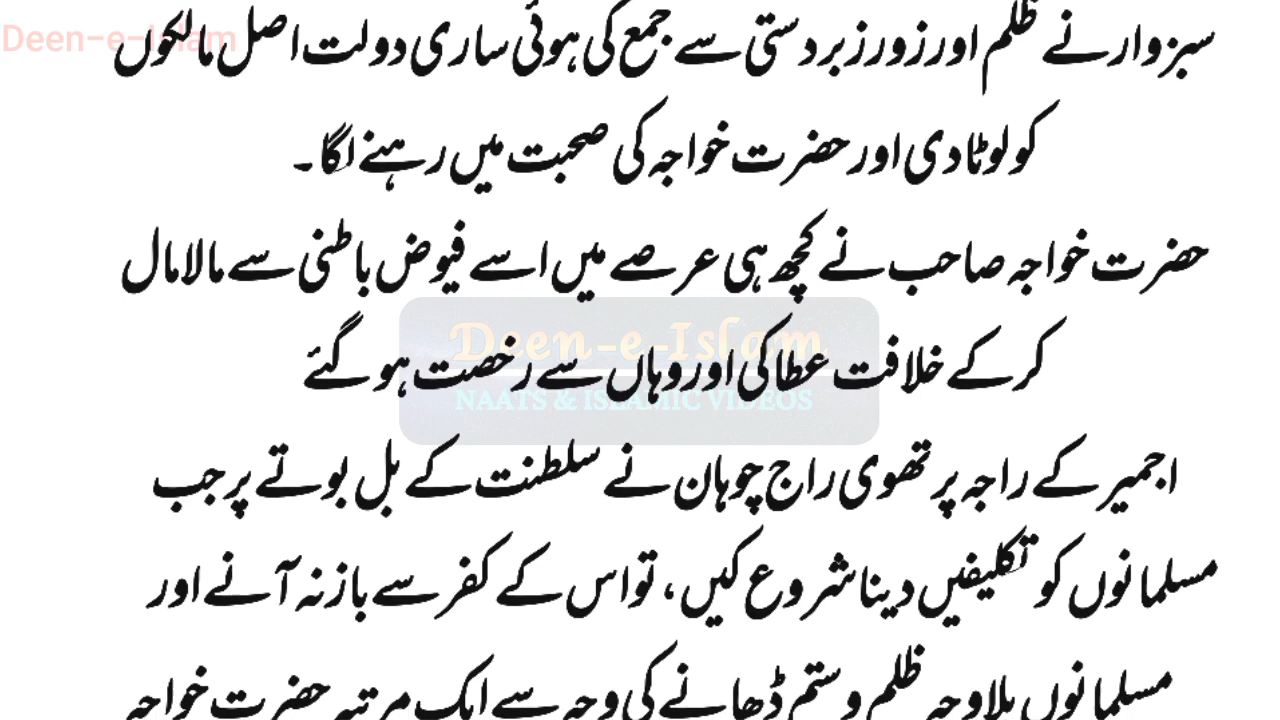 Deen-e-Islam
سبزوار نے ظلم اور زور زبردستی سے جمع کی ہوئی ساری دولت اصل مالکوں
کو لوٹا دی اور حضرت خواجہ کی صحبت میں رہنے لگا۔
حضرت خواجہ صاحب نے کچھ ہی عرصے میں اسے فیوض باطنی سے مالا مال
Deen-e-Islam
کر کے خلافت عطا کی اور وہاں سے رخصت ہو گئے
NAATS & ISLAMIC VIDEOS
اجمیر کے راجہ پرتھوی راج چوہان نے سلطنت کے بل بوتے پر جب
مسلمانوں کو تکلیفیں دینا شروع کیں، تو اس کے کفر سے باز نہ آنے اور
مسلمانوں بلاوجہ ظلم و ستم ڈھانے کی وجہ سے ایک مرتبہ حضرت خواجہ